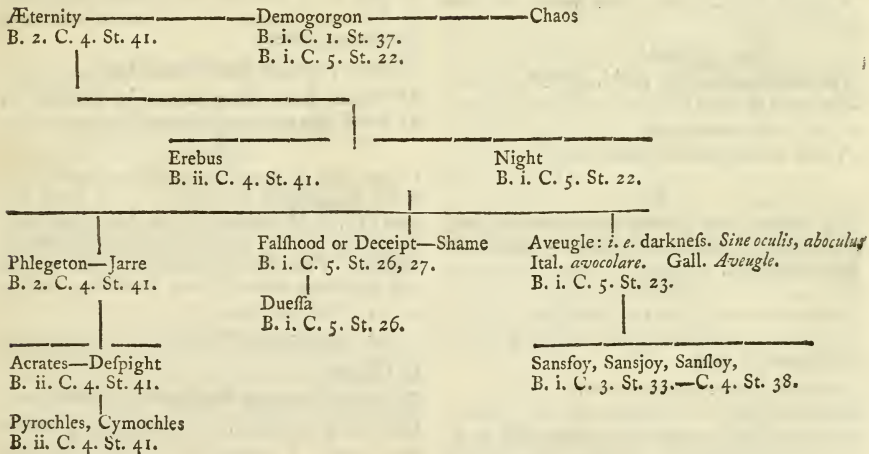 Æternity — Demogorgon — Chaos
B. 2. C. 4. St. 41. B. i. C. 1. St. 37.
B. i. C. 5. St. 22.
Erebus Night
B. ii. C. 4. St. 41. B. i. C. 5. St. 22.
Falſhood or Deceipt—Shame Aveugle: i. e. darkneſs. Sine oculis, aboculus
Phlegeton—Jarre B. i. C. 5. St. 26, 27. Ital. avocolare. Gall. Aveugle.
B. 2. C. 4. St. 41. B. i. C. 5. St. 23.
Dueſſa
B. i. C. 5. St. 26.
Acrates—Deſpight Sansfoy, Sansjoy, Sanſloy,
B. ii. C. 4. St. 41. B. i. C. 3. St. 33.—C. 4. St. 38.
Pyrochles, Cymochles
B. ii. C. 4. St. 41.